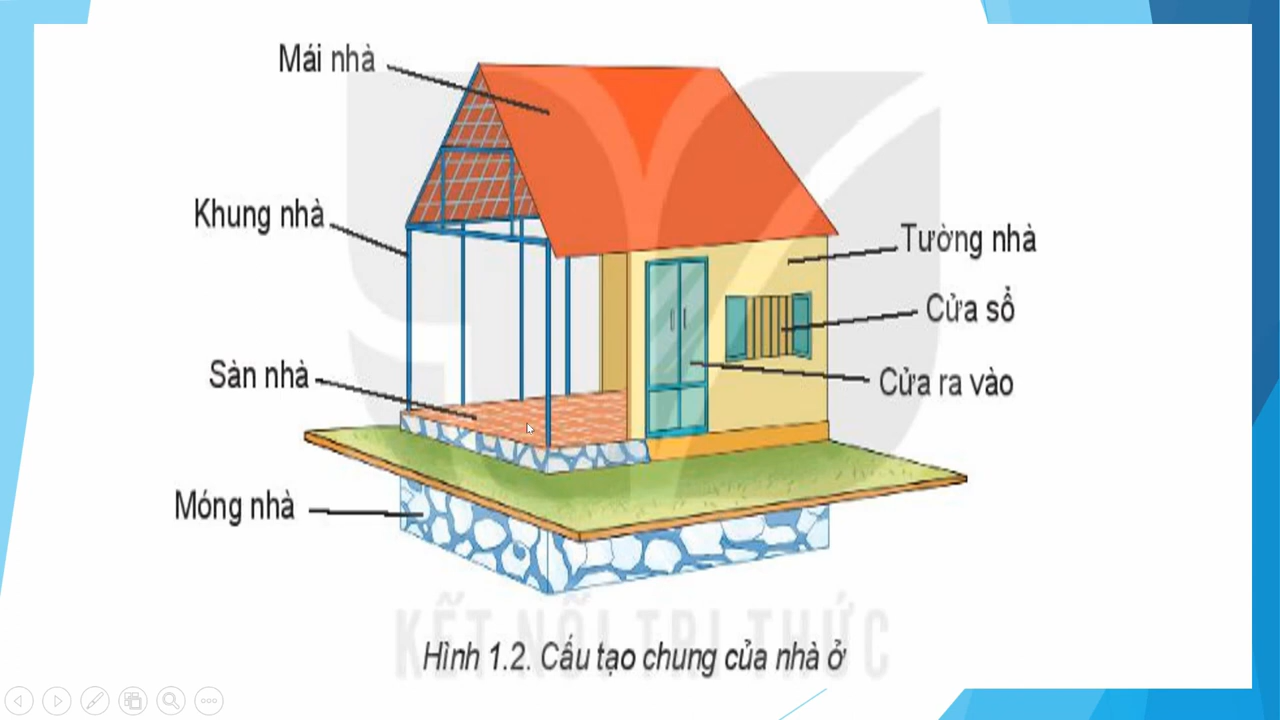 Mái nhà
Khung nhà
Tường nhà
Cửa sổ
Sàn nhà
Cửa ra vào
Móng nhà
KẾT NỐI TRI THỨC
Hình 1.2. Cấu tạo chung của nhà ở